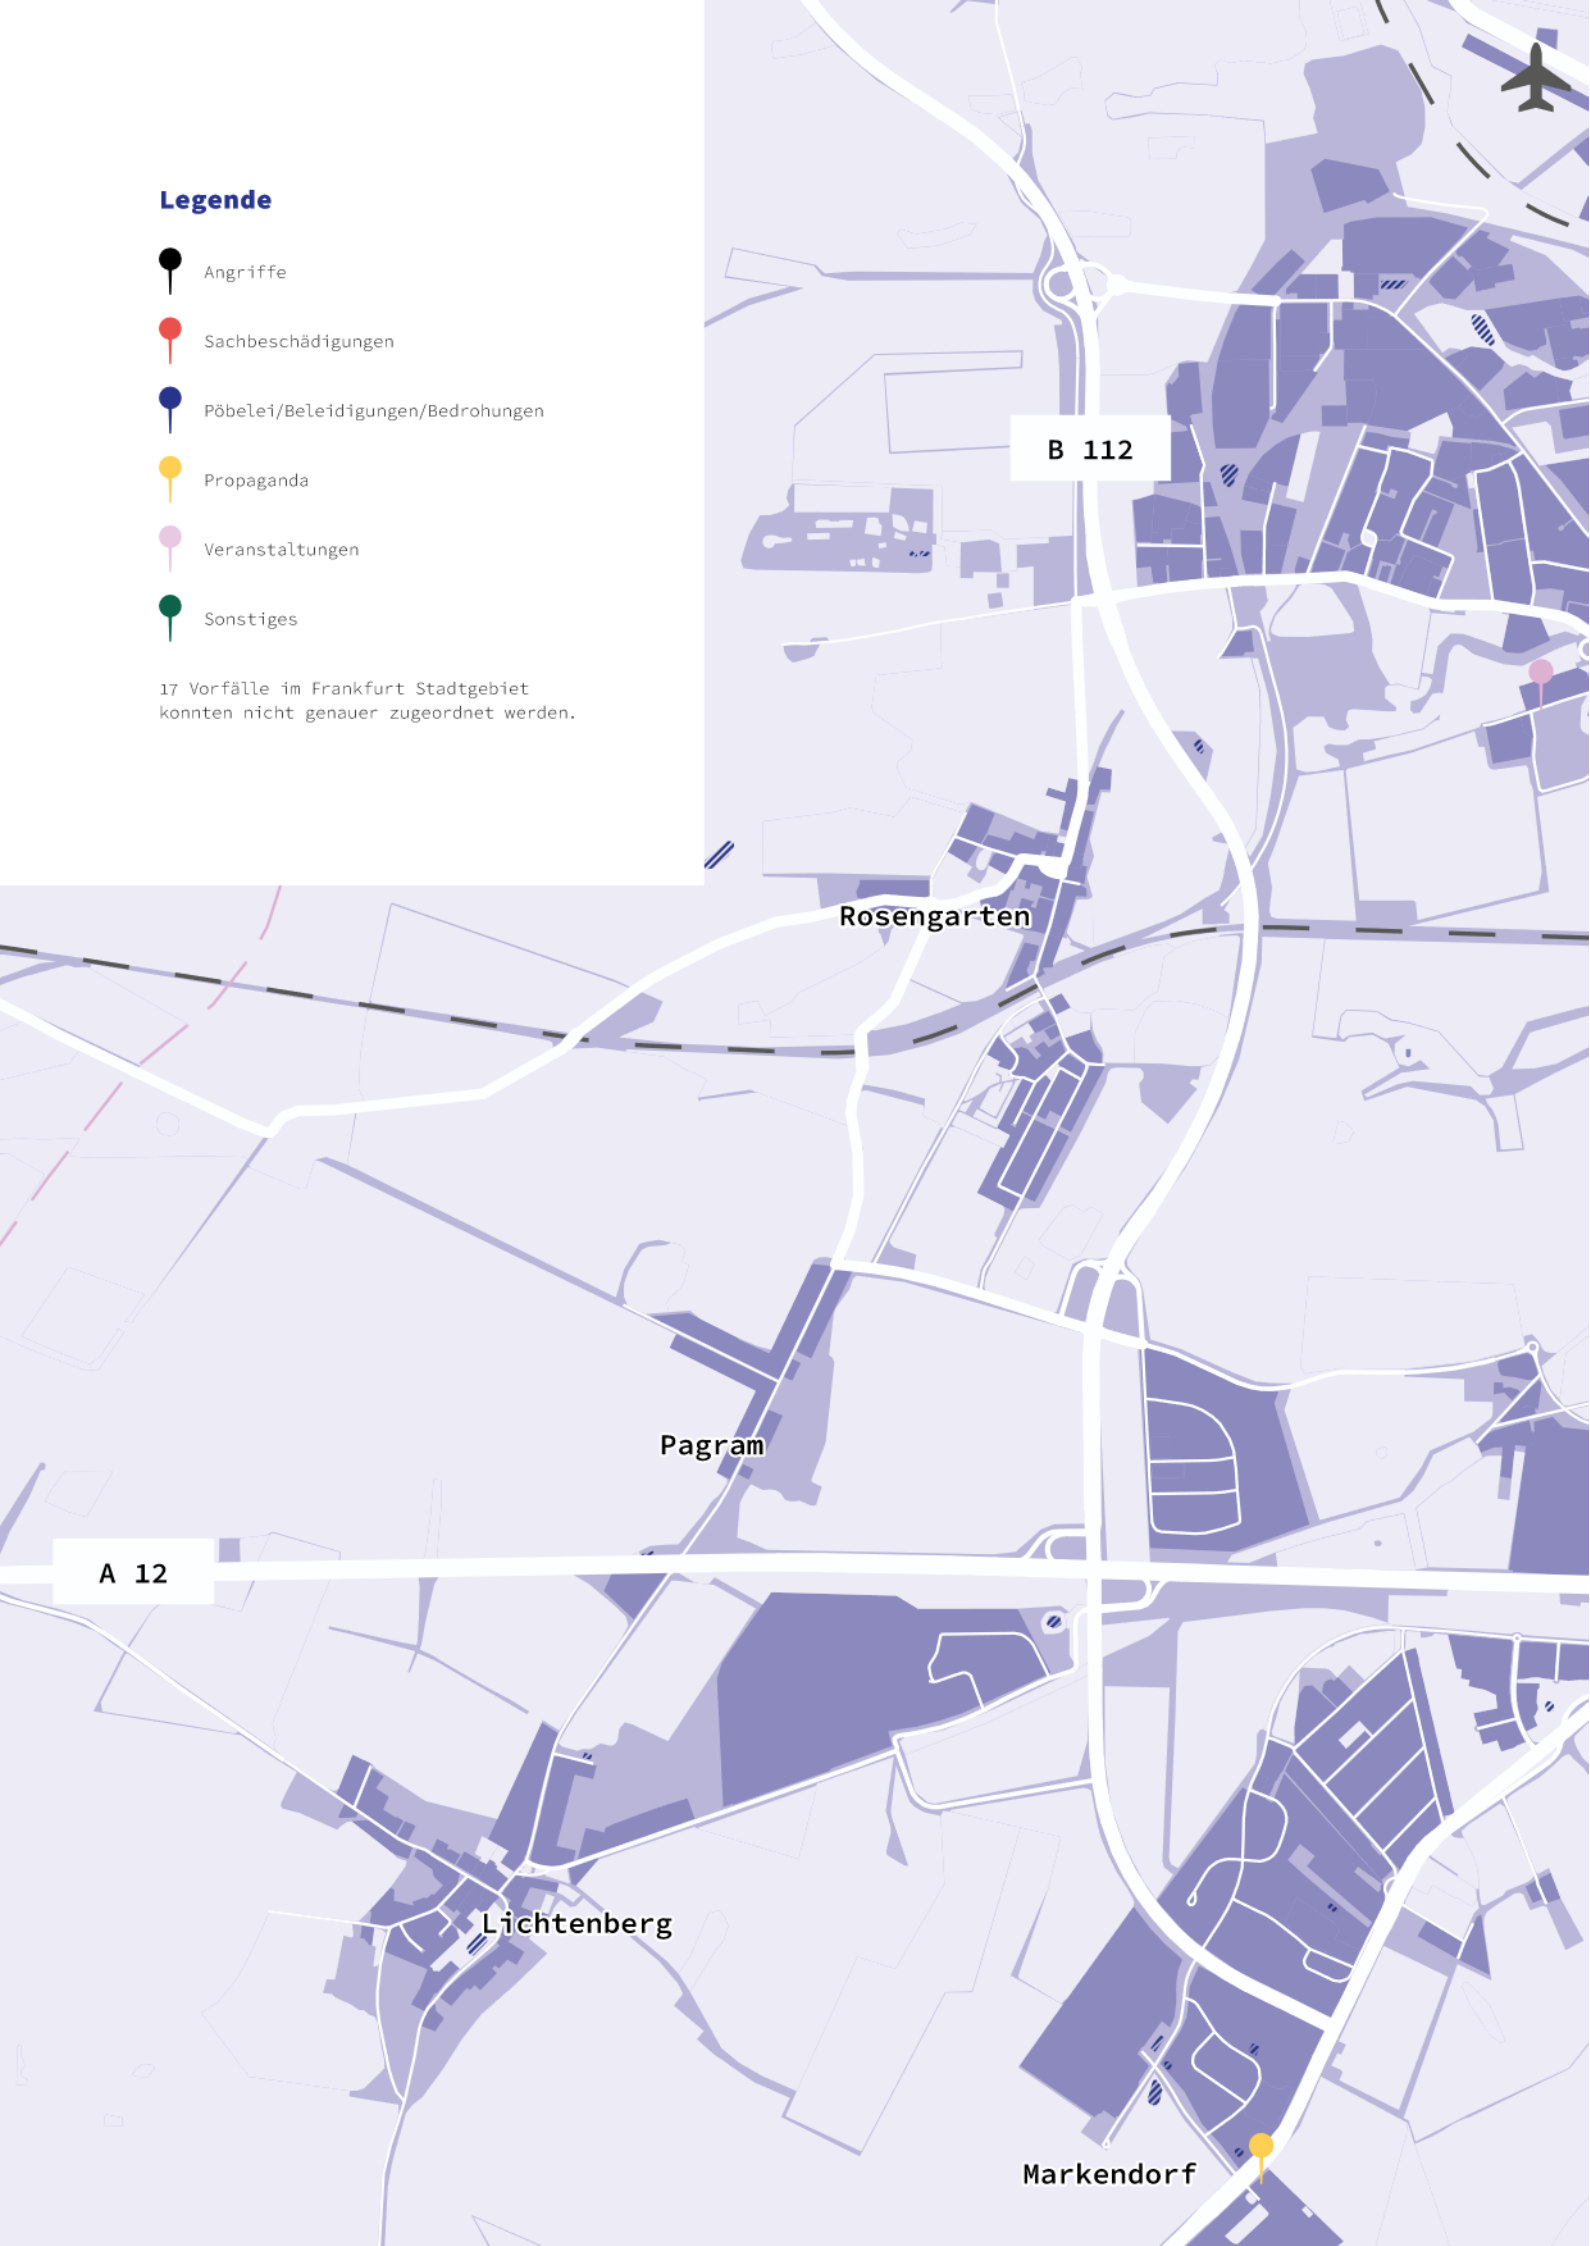 Legende
Angriffe
Sachbeschädigungen
Pöbelei/Beleidigungen/Bedrohungen
Propaganda
Veranstaltungen
Sonstiges
17 Vorfälle im Frankfurt Stadtgebiet
konnten nicht genauer zugeordnet werden.
B 112
Rosengarten
Pagram
A 12
Lichtenberg
Markendorf